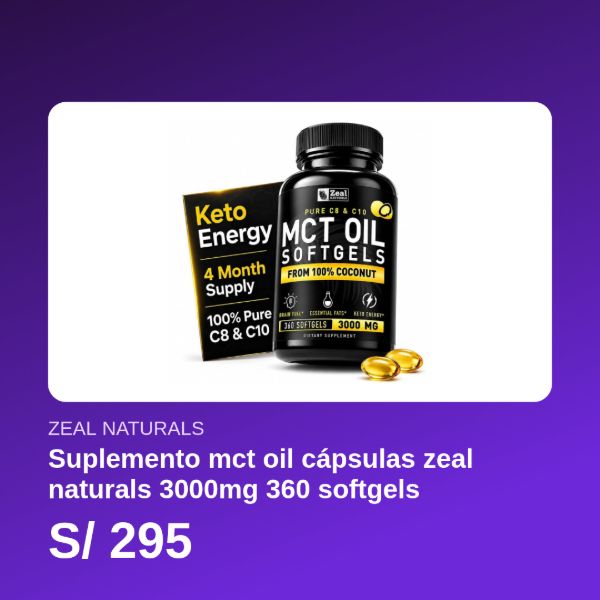 Keto
Energy
4 Month
Supply
100% Pure
C8 & C10
Zeal
NATURALS
PURE C8 & C10
MCT OIL
SOFTGELS
FROM 100% COCONUT
BRAIN FUEL* ESSENTIAL FATS* KETO ENERGY*
360 SOFTGELS 3000 MG
DIETARY SUPPLEMENT
ZEAL NATURALS
Suplemento mct oil cápsulas zeal
naturals 3000mg 360 softgels
S/ 295